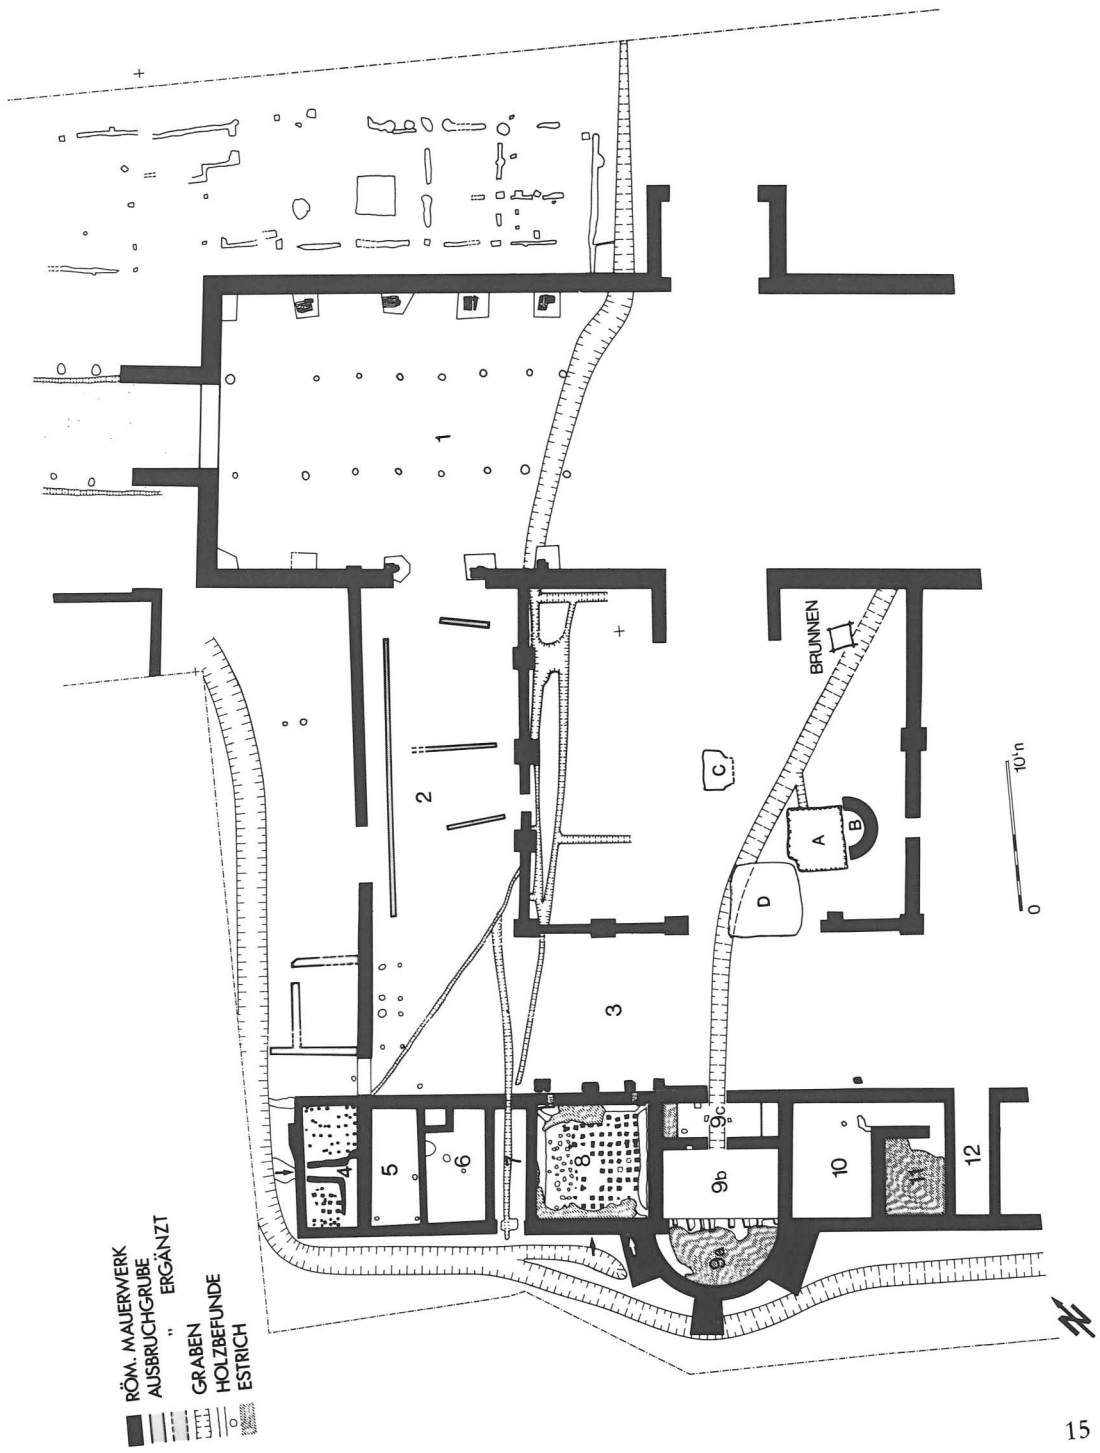 RÖM. MAUERWERK
AUSBRUCHGRUBE
" ERGÄNZT
GRABEN
HOLZBEFUNDE
ESTRICH
1
2
3
4
5
6
7
8
9a
9b
9c
10
11
12
A
B
C
D
BRUNNEN
0
10m
N
15